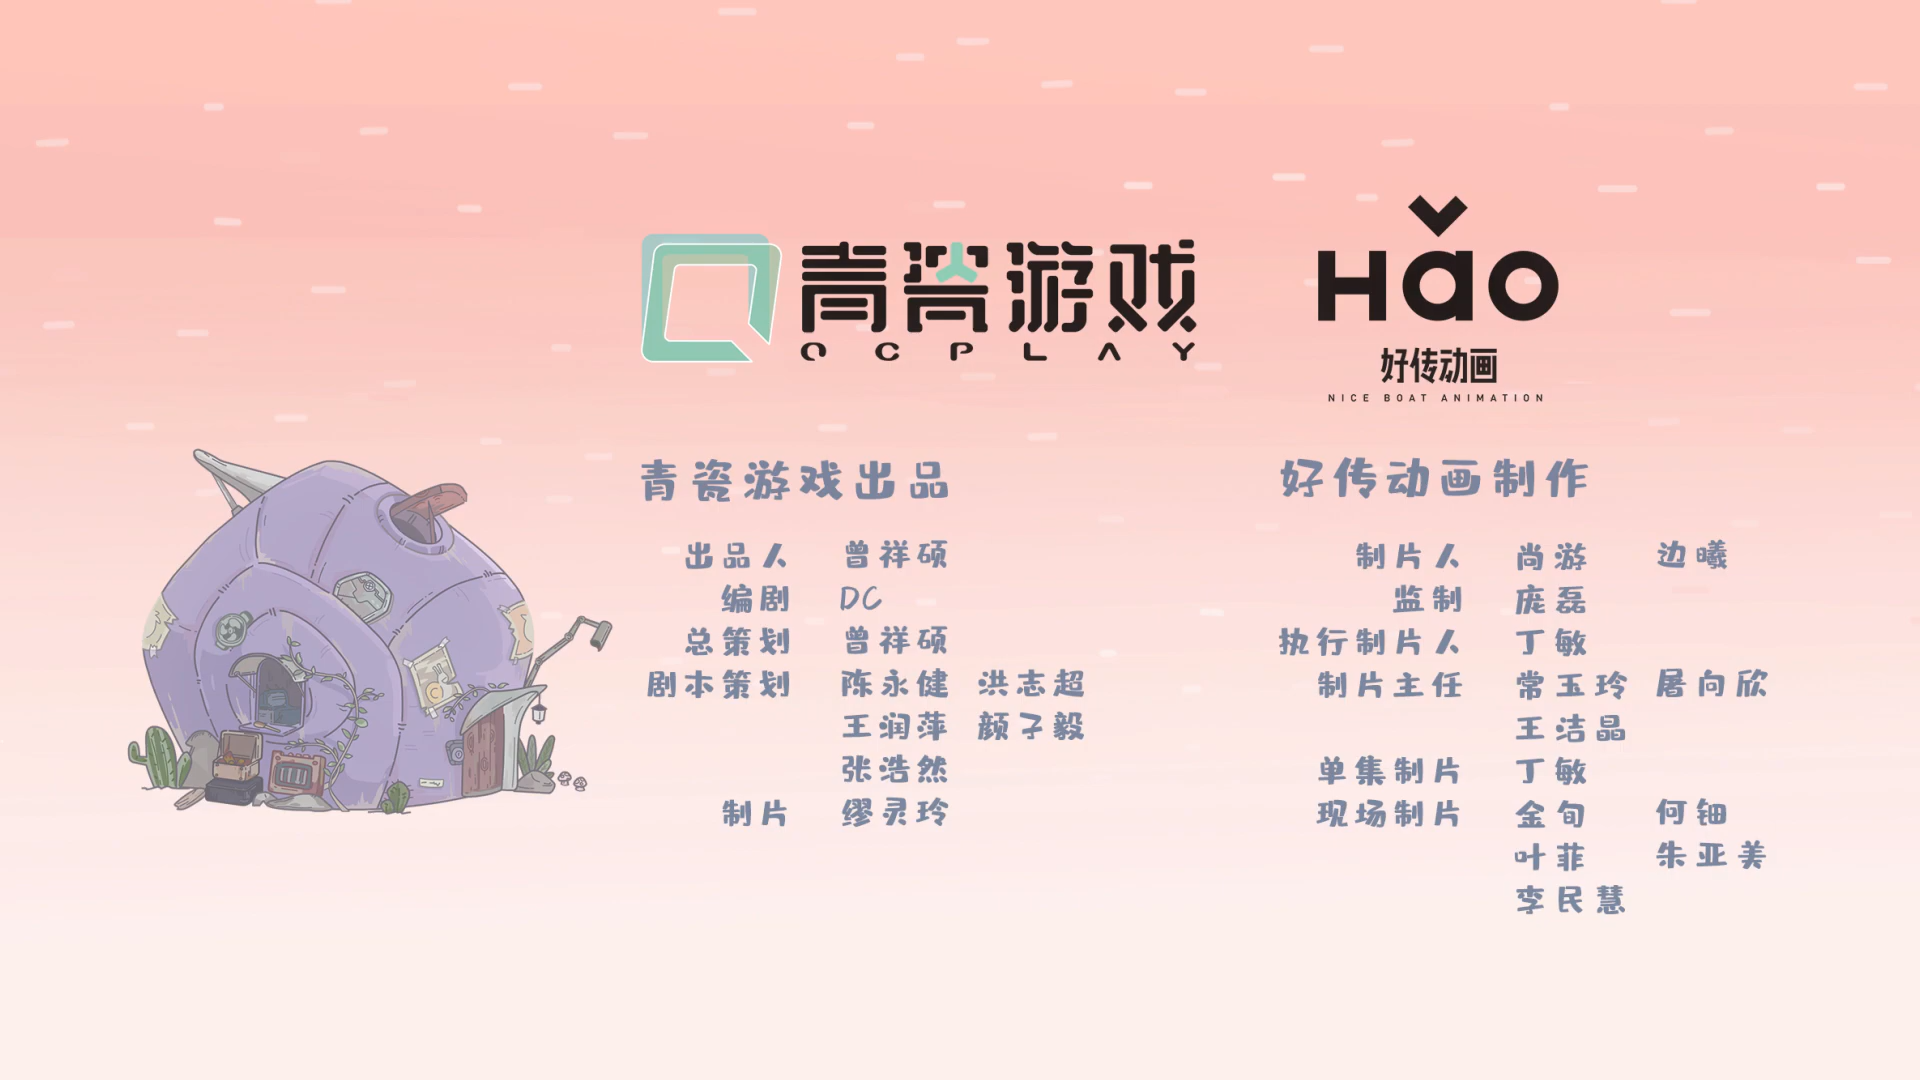 青瓷游戏
QCPLAY
Hǎo
好传动画
NICE BOAT ANIMATION
青瓷游戏出品
出品人 曾祥硕
编剧 DC
总策划 曾祥硕
剧本策划 陈永健 洪志超
王润萍 颜子毅
张浩然
制片 缪灵玲
好传动画制作
制片人 尚游 边曦
监制 庞磊
执行制片人 丁敏
制片主任 常玉玲 屠向欣
王洁晶
单集制片 丁敏
现场制片 金旬 何钿
叶菲 朱亚美
李民慧